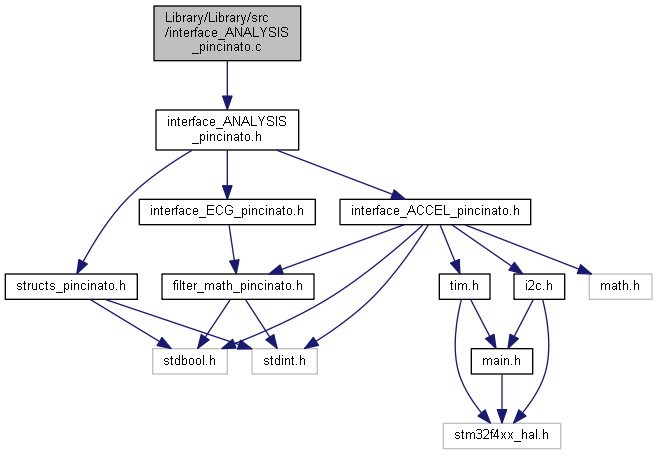 Library/Library/src
/interface_ANALYSIS
_pincinato.c
interface_ANALYSIS
_pincinato.h
interface_ECG_pincinato.h
interface_ACCEL_pincinato.h
structs_pincinato.h
filter_math_pincinato.h
tim.h
i2c.h
math.h
stdbool.h
stdint.h
main.h
stm32f4xx_hal.h